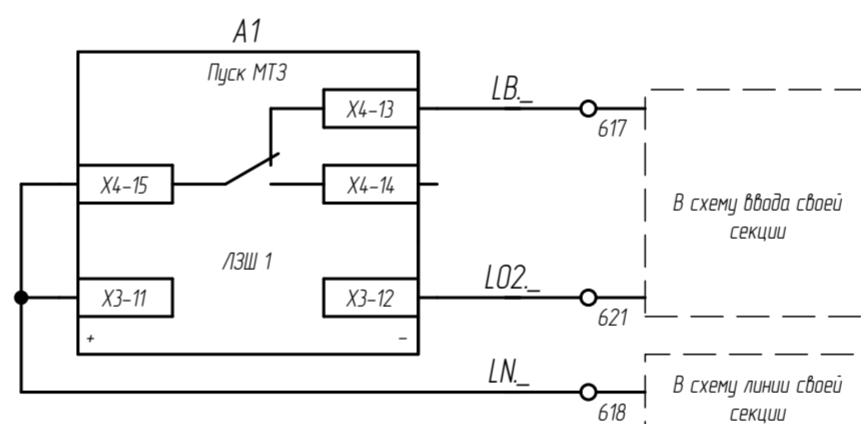 A1
Пуск МТЗ
X4-13
LB._
617
X4-15
X4-14
В схему ввода своей
секции
ЛЗШ 1
X3-11
X3-12
LO2._
621
+
-
LN._
618
В схему линии своей
секции